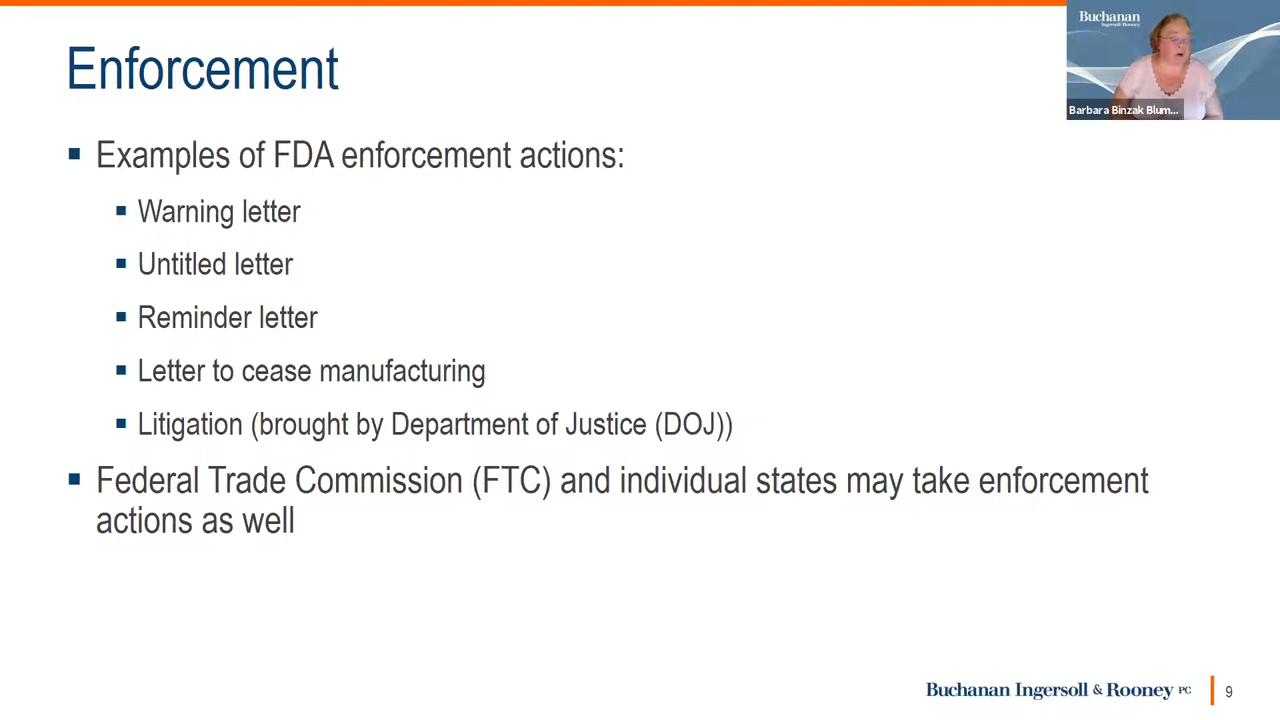 Enforcement
Buchanan
Ingersoll & Rooney
Barbara Binzak Blum...
▪ Examples of FDA enforcement actions:
▪ Warning letter
▪ Untitled letter
▪ Reminder letter
▪ Letter to cease manufacturing
▪ Litigation (brought by Department of Justice (DOJ))
▪ Federal Trade Commission (FTC) and individual states may take enforcement
actions as well
Buchanan Ingersoll & Rooney PC
9